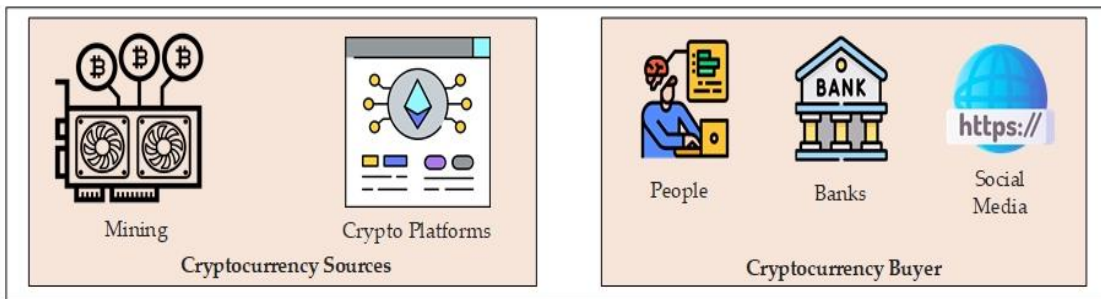 Mining
Crypto Platforms
Cryptocurrency Sources
BANK
https://
People
Banks
Social
Media
Cryptocurrency Buyer